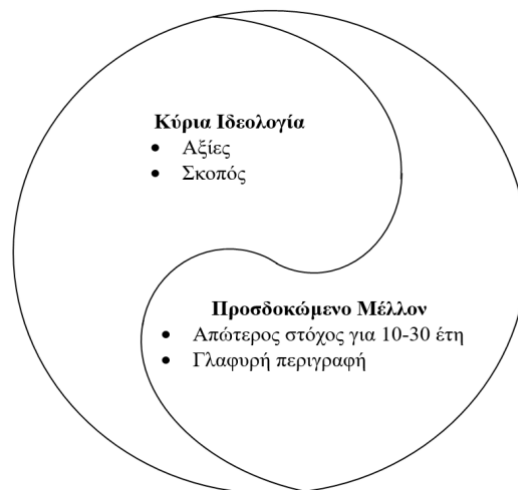 Κύρια Ιδεολογία
• Αξίες
• Σκοπός
Προσδοκώμενο Μέλλον
• Απώτερος στόχος για 10-30 έτη
• Γλαφυρή περιγραφή